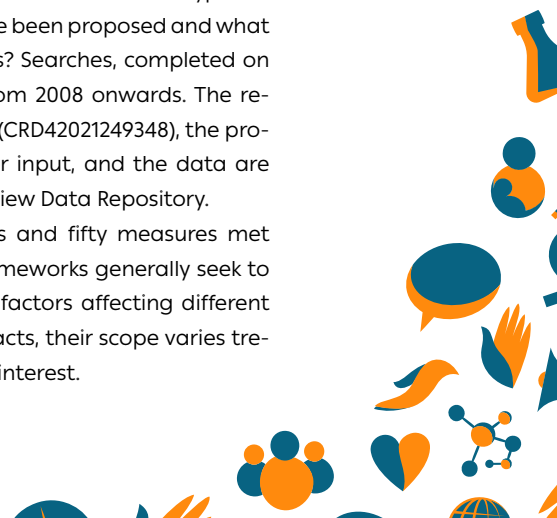 e been proposed and what
s? Searches, completed on
om 2008 onwards. The re-
(CRD42021249348), the pro-
r input, and the data are
iew Data Repository.
s and fifty measures met
meworks generally seek to
factors affecting different
acts, their scope varies tre-
interest.